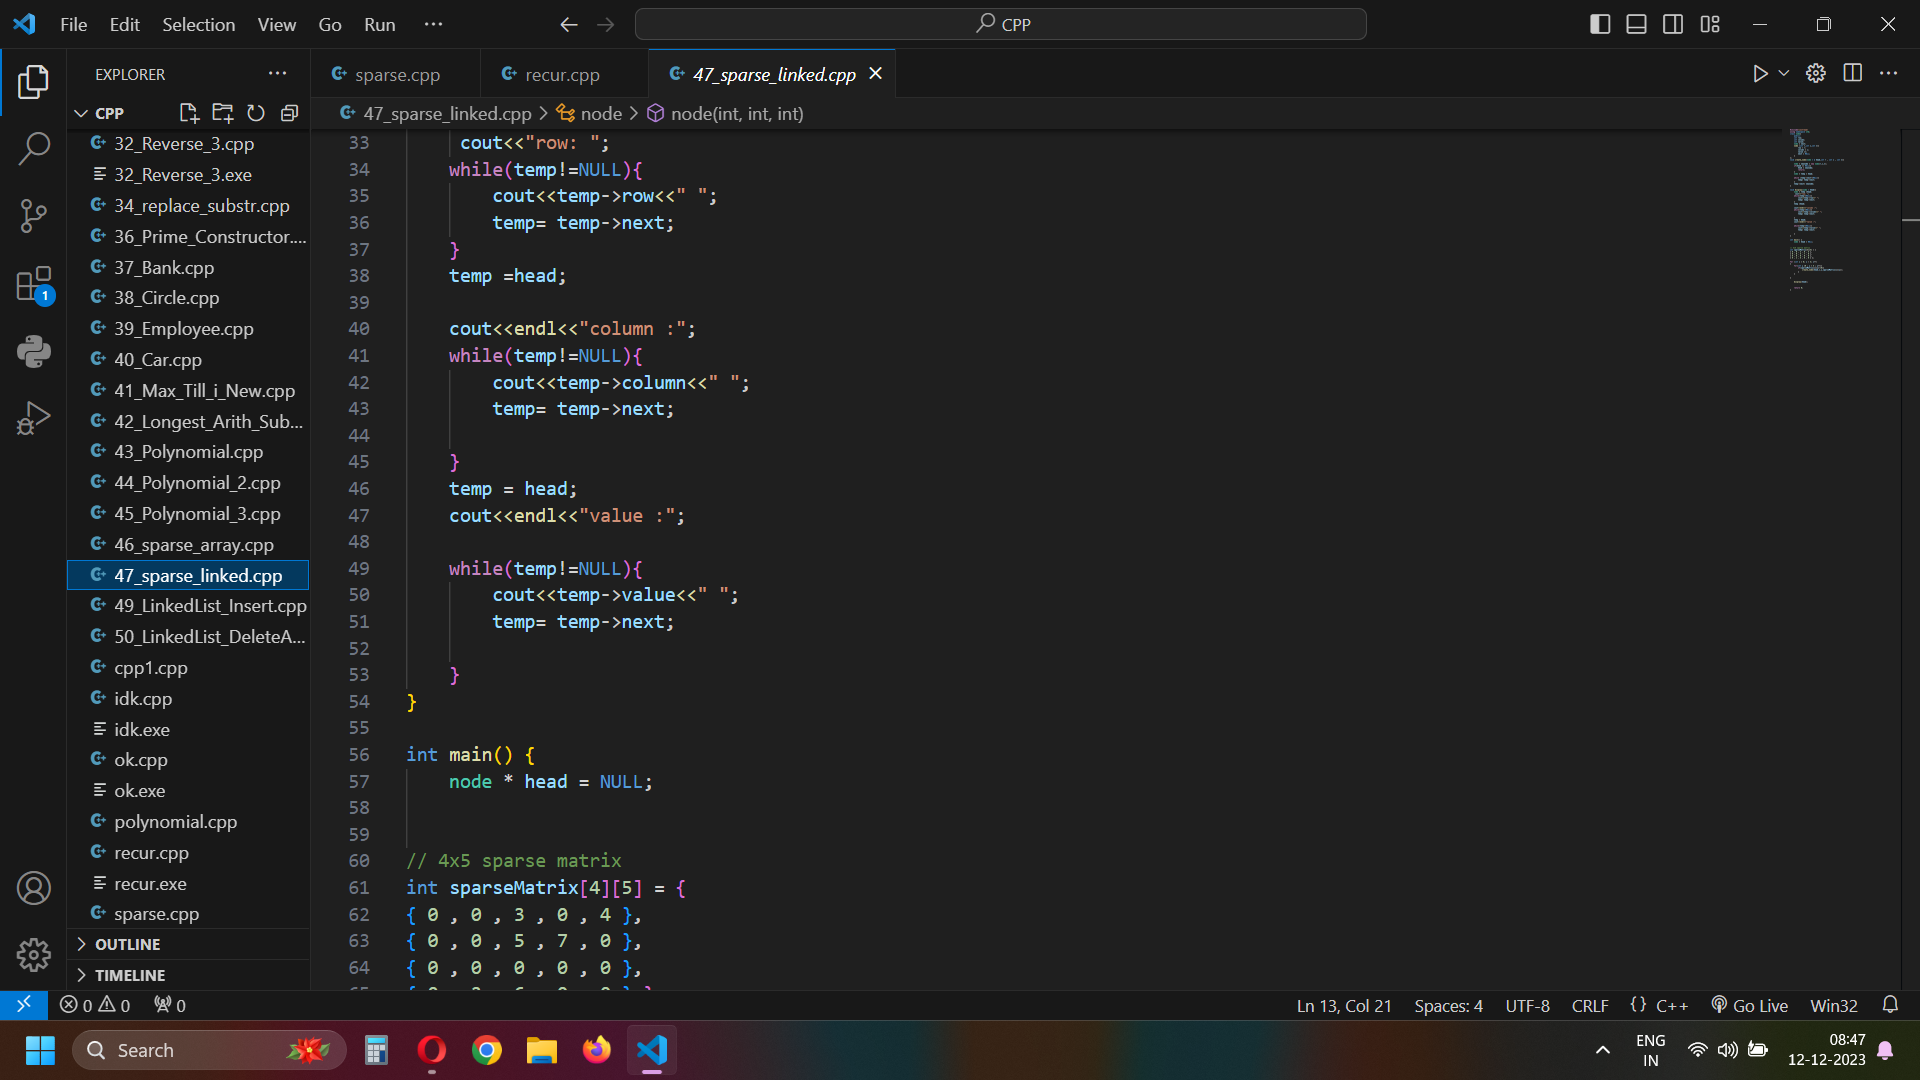 File Edit Selection View Go Run ···
CPP
EXPLORER
CPP
32_Reverse_3.cpp
32_Reverse_3.exe
34_replace_substr.cpp
36_Prime_Constructor....
37_Bank.cpp
38_Circle.cpp
39_Employee.cpp
40_Car.cpp
41_Max_Till_i_New.cpp
42_Longest_Arith_Sub...
43_Polynomial.cpp
44_Polynomial_2.cpp
45_Polynomial_3.cpp
46_sparse_array.cpp
47_sparse_linked.cpp
49_LinkedList_Insert.cpp
50_LinkedList_DeleteA...
cpp1.cpp
idk.cpp
idk.exe
ok.cpp
ok.exe
polynomial.cpp
recur.cpp
recur.exe
sparse.cpp
OUTLINE
TIMELINE
1
sparse.cpp
recur.cpp
47_sparse_linked.cpp
47_sparse_linked.cpp > node > node(int, int, int)
33 cout<<"row: ";
34 while(temp!=NULL){
35 cout<<temp->row<<" ";
36 temp= temp->next;
37 }
38 temp =head;
39
40 cout<<endl<<"column :";
41 while(temp!=NULL){
42 cout<<temp->column<<" ";
43 temp= temp->next;
44
45 }
46 temp = head;
47 cout<<endl<<"value :";
48
49 while(temp!=NULL){
50 cout<<temp->value<<" ";
51 temp= temp->next;
52
53 }
54 }
55
56 int main() {
57 node * head = NULL;
58
59
60 // 4x5 sparse matrix
61 int sparseMatrix[4][5] = {
62 { 0 , 0 , 3 , 0 , 4 },
63 { 0 , 0 , 5 , 7 , 0 },
64 { 0 , 0 , 0 , 0 , 0 },
0 0 0
Ln 13, Col 21 Spaces: 4 UTF-8 CRLF {} C++ Go Live Win32
Search
ENG
IN
08:47
12-12-2023